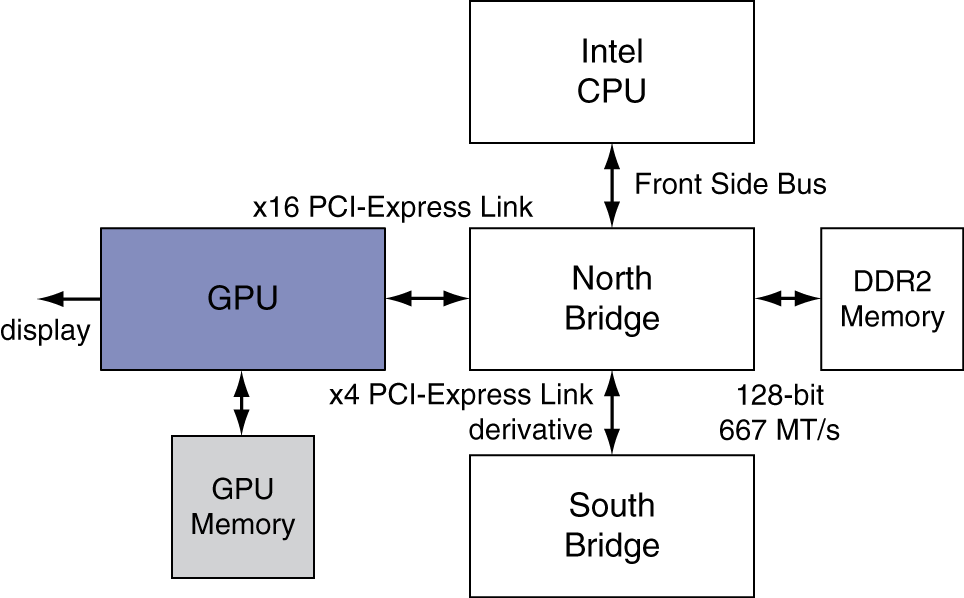 Intel
CPU
Front Side Bus
x16 PCI-Express Link
GPU
North
Bridge
DDR2
Memory
display
x4 PCI-Express Link
derivative
128-bit
667 MT/s
GPU
Memory
South
Bridge